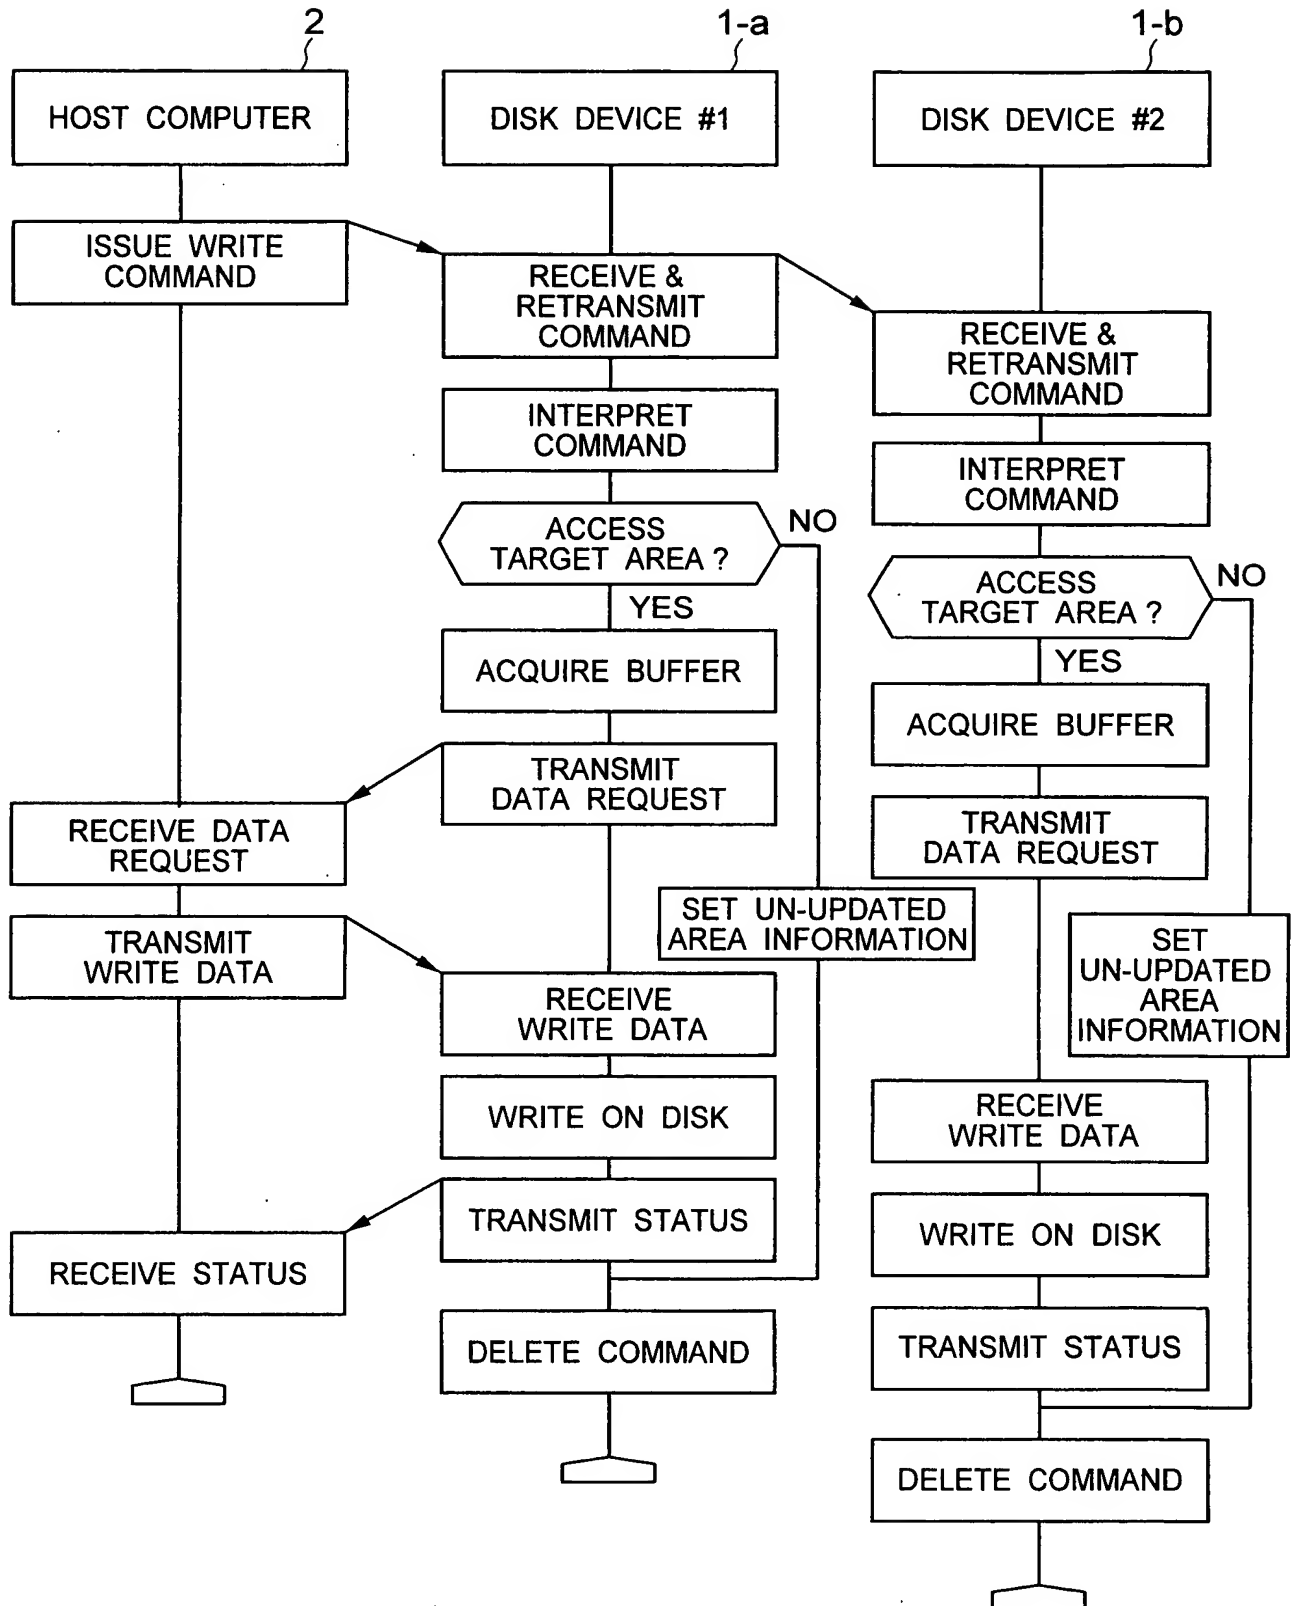 2
1-a
1-b
HOST COMPUTER
DISK DEVICE #1
DISK DEVICE #2
ISSUE WRITE
COMMAND
RECEIVE &
RETRANSMIT
COMMAND
RECEIVE &
RETRANSMIT
COMMAND
INTERPRET
COMMAND
INTERPRET
COMMAND
ACCESS
TARGET AREA ?
NO
YES
ACCESS
TARGET AREA ?
NO
YES
ACQUIRE BUFFER
ACQUIRE BUFFER
TRANSMIT
DATA REQUEST
RECEIVE DATA
REQUEST
TRANSMIT
DATA REQUEST
SET UN-UPDATED
AREA INFORMATION
TRANSMIT
WRITE DATA
SET
UN-UPDATED
AREA
INFORMATION
RECEIVE
WRITE DATA
WRITE ON DISK
RECEIVE
WRITE DATA
TRANSMIT STATUS
WRITE ON DISK
RECEIVE STATUS
DELETE COMMAND
TRANSMIT STATUS
DELETE COMMAND